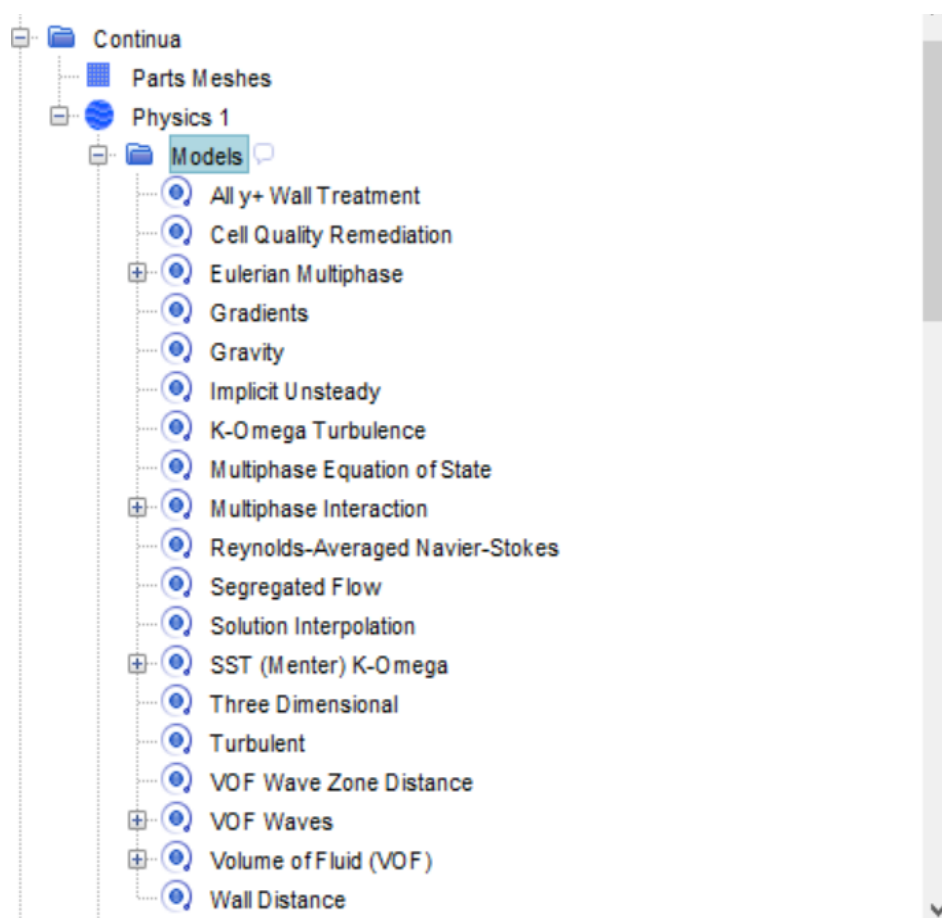 Continua
Parts Meshes
Physics 1
Models
All y+ Wall Treatment
Cell Quality Remediation
Eulerian Multiphase
Gradients
Gravity
Implicit Unsteady
K-Omega Turbulence
Multiphase Equation of State
Multiphase Interaction
Reynolds-Averaged Navier-Stokes
Segregated Flow
Solution Interpolation
SST (Menter) K-Omega
Three Dimensional
Turbulent
VOF Wave Zone Distance
VOF Waves
Volume of Fluid (VOF)
Wall Distance